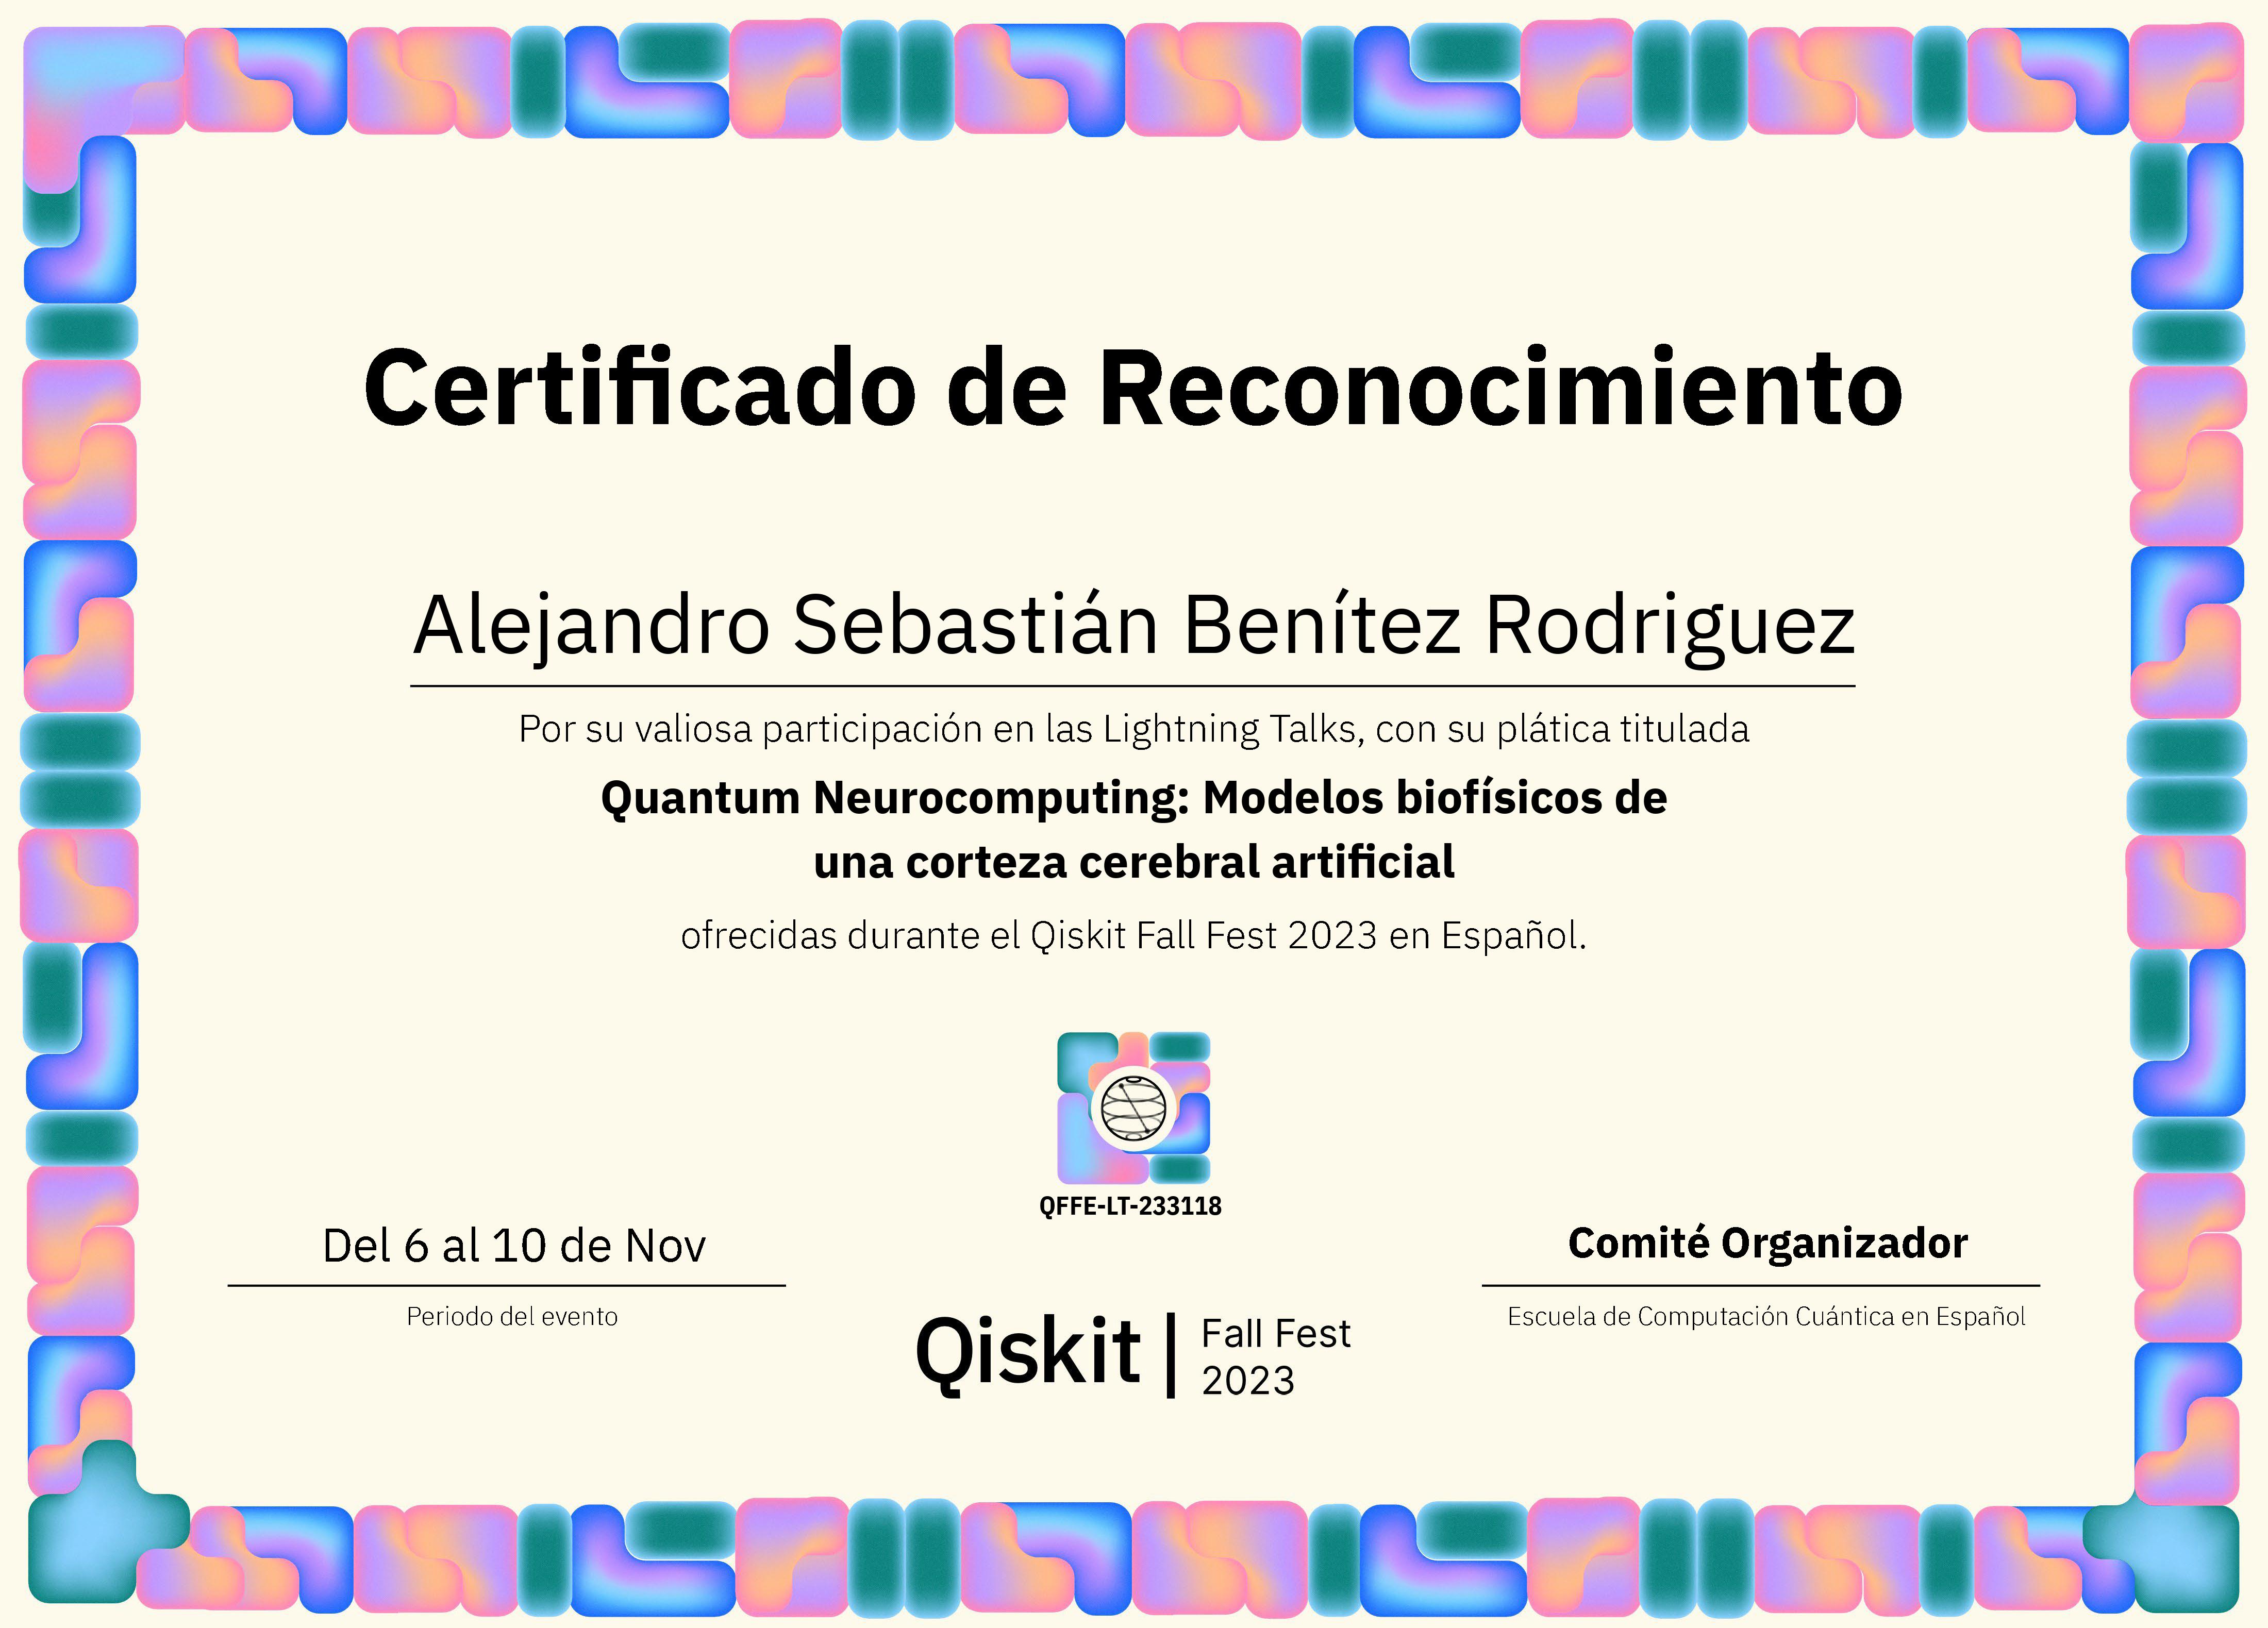 Certificado de Reconocimiento
Alejandro Sebastián Benítez Rodriguez
Por su valiosa participación en las Lightning Talks, con su plática titulada
Quantum Neurocomputing: Modelos biofísicos de
una corteza cerebral artificial
ofrecidas durante el Qiskit Fall Fest 2023 en Español.
QFFE-LT-233118
Del 6 al 10 de Nov
Periodo del evento
Comité Organizador
Escuela de Computación Cuántica en Español
Qiskit | Fall Fest
2023